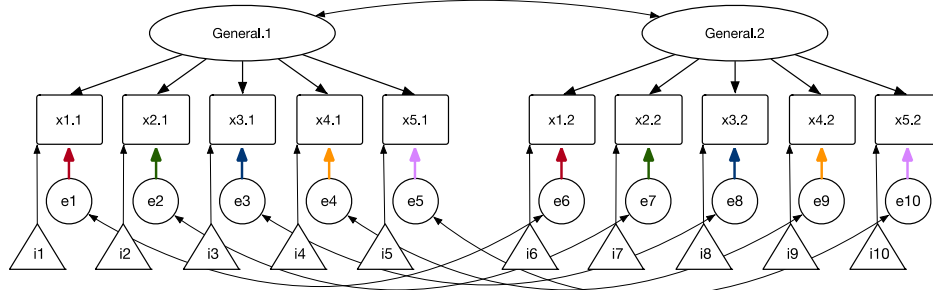 General.1 General.2
x1.1 x2.1 x3.1 x4.1 x5.1 x1.2 x2.2 x3.2 x4.2 x5.2
e1 e2 e3 e4 e5 e6 e7 e8 e9 e10
i1 i2 i3 i4 i5 i6 i7 i8 i9 i10